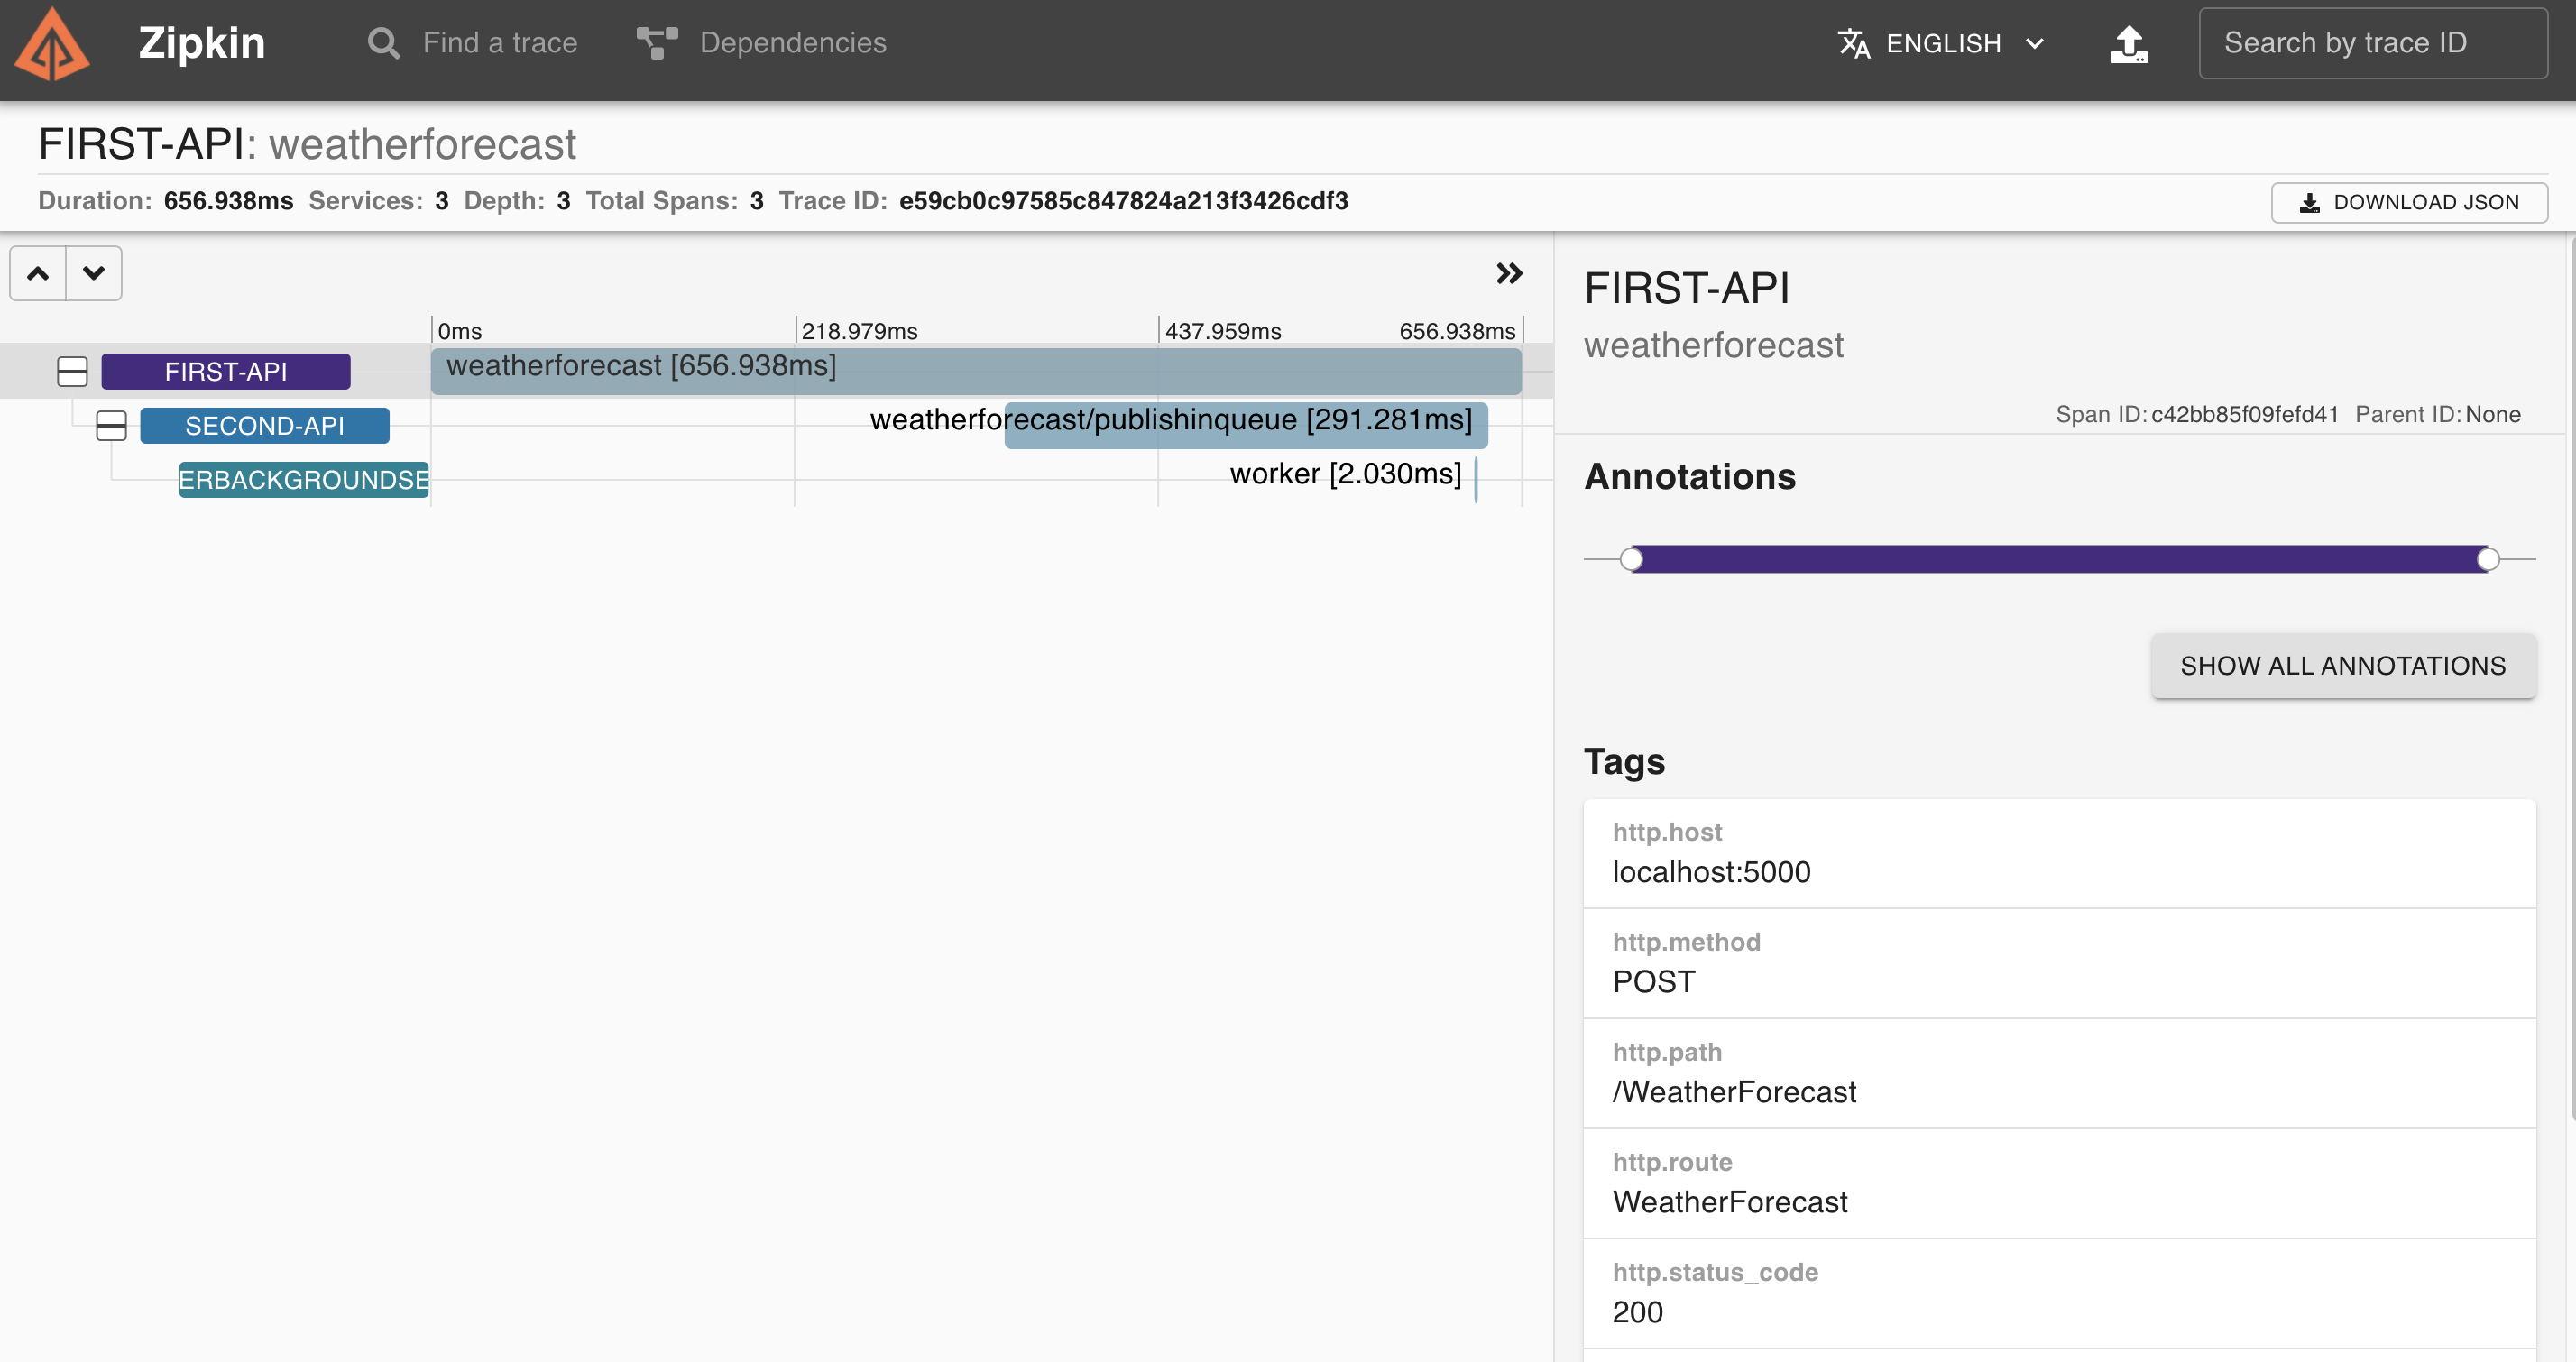 Zipkin
Find a trace
Dependencies
ENGLISH
Search by trace ID
FIRST-API: weatherforecast
Duration: 656.938ms Services: 3 Depth: 3 Total Spans: 3 Trace ID: e59cb0c97585c847824a213f3426cdf3
DOWNLOAD JSON
0ms 218.979ms 437.959ms 656.938ms
FIRST-API weatherforecast [656.938ms]
SECOND-API weatherforecast/publishinqueue [291.281ms]
ERBACKGROUNDSE worker [2.030ms]
FIRST-API
weatherforecast
Span ID: c42bb85f09fefd41 Parent ID: None
Annotations
SHOW ALL ANNOTATIONS
Tags
http.host
localhost:5000
http.method
POST
http.path
/WeatherForecast
http.route
WeatherForecast
http.status_code
200